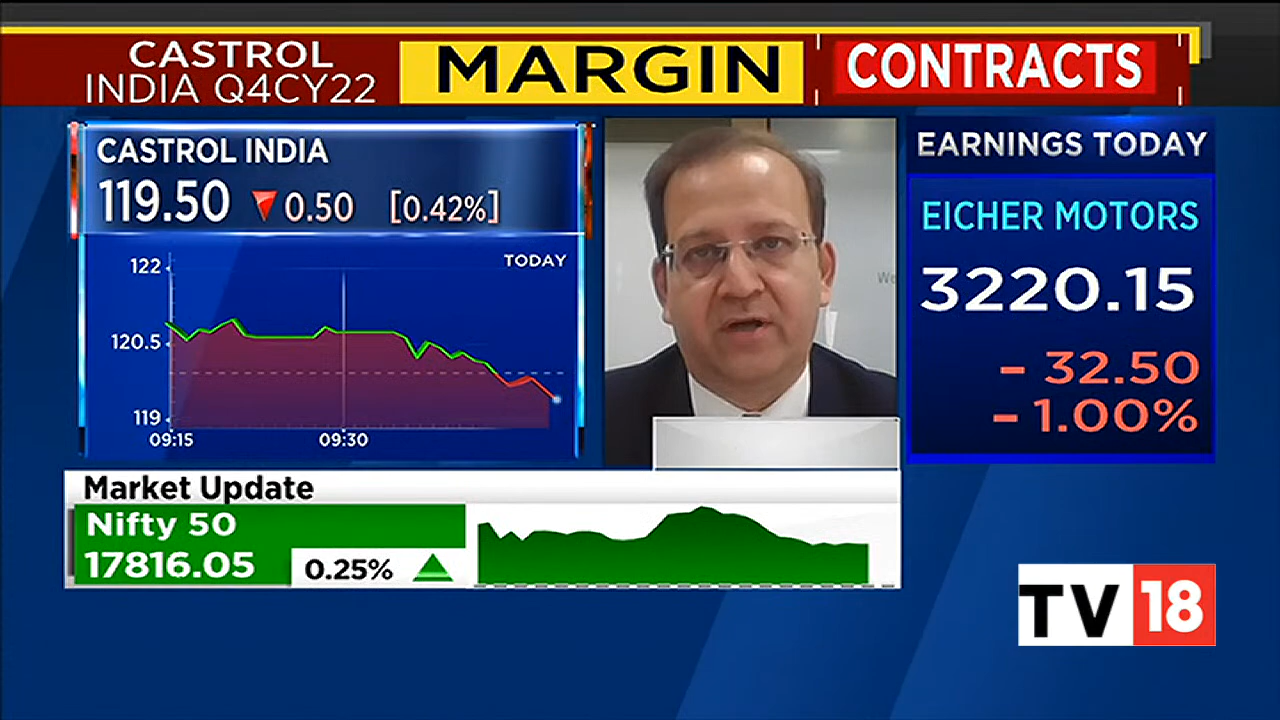 CASTROL
INDIA Q4CY22
MARGIN
CONTRACTS
CASTROL INDIA
119.50 ▼ 0.50 [0.42%]
TODAY
122
120.5
119
09:15 09:30
We
EARNINGS TODAY
EICHER MOTORS
3220.15
- 32.50
- 1.00%
Market Update
Nifty 50
17816.05 0.25% ▲
TV18